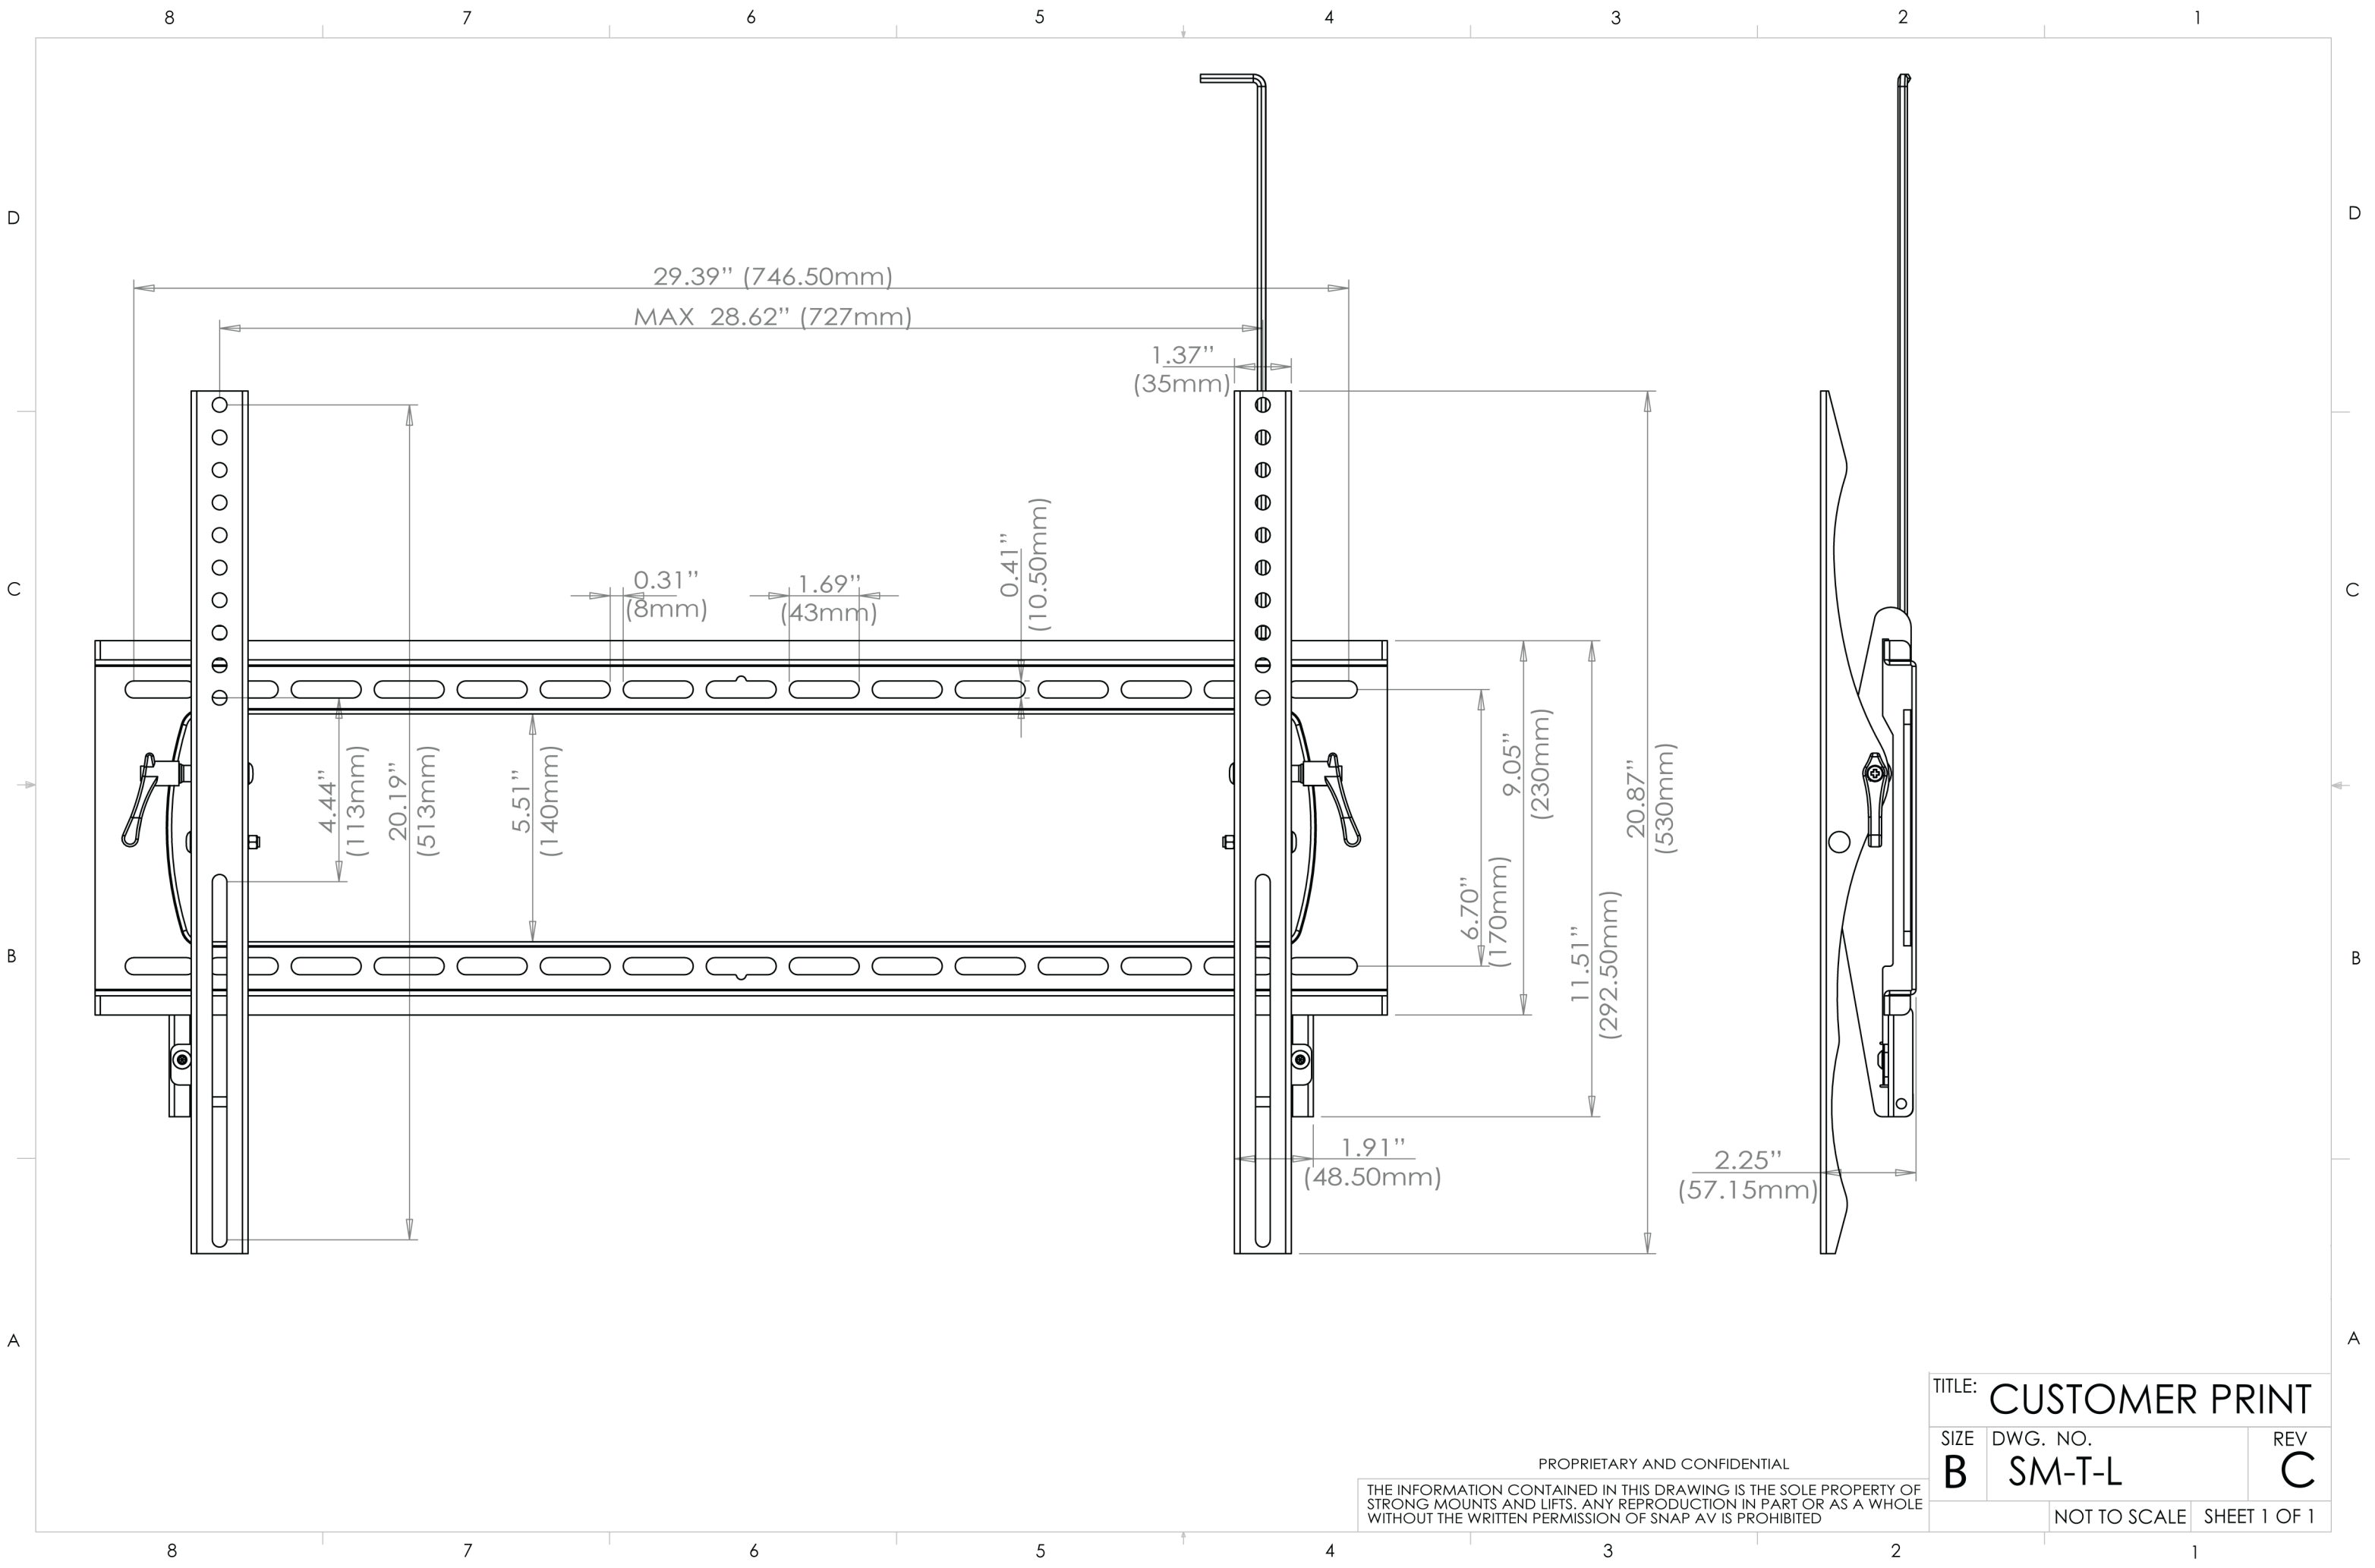 8 7 6 5 4 3 2 1
D D
29.39” (746.50mm)
MAX 28.62” (727mm)
1.37”
(35mm)
0.41”
(10.50mm)
C C
0.31”
(8mm)
1.69”
(43mm)
4.44”
(113mm)
20.19”
(513mm)
5.51”
(140mm)
9.05”
(230mm)
20.87”
(530mm)
6.70”
(170mm)
11.51”
(292.50mm)
B B
1.91”
(48.50mm)
2.25”
(57.15mm)
A A
TITLE: CUSTOMER PRINT
SIZE DWG. NO. REV
B SM-T-L C
NOT TO SCALE SHEET 1 OF 1
PROPRIETARY AND CONFIDENTIAL
THE INFORMATION CONTAINED IN THIS DRAWING IS THE SOLE PROPERTY OF
STRONG MOUNTS AND LIFTS. ANY REPRODUCTION IN PART OR AS A WHOLE
WITHOUT THE WRITTEN PERMISSION OF SNAP AV IS PROHIBITED
8 7 6 5 4 3 2 1